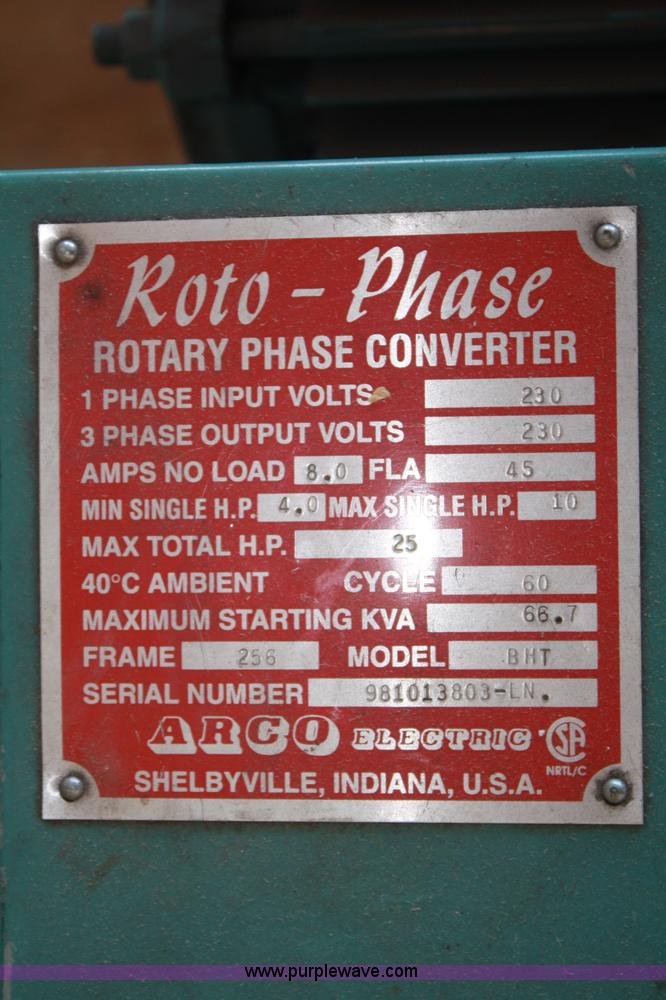 Roto - Phase
ROTARY PHASE CONVERTER
1 PHASE INPUT VOLTS 230
3 PHASE OUTPUT VOLTS 230
AMPS NO LOAD 8.0 FLA 45
MIN SINGLE H.P. 4.0 MAX SINGLE H.P. 10
MAX TOTAL H.P. 25
40°C AMBIENT CYCLE 60
MAXIMUM STARTING KVA 66.7
FRAME 256 MODEL BHT
SERIAL NUMBER 981013803-LN.
ARCO ELECTRIC SA
NRTL/C
SHELBYVILLE, INDIANA, U.S.A.
www.purplewave.com